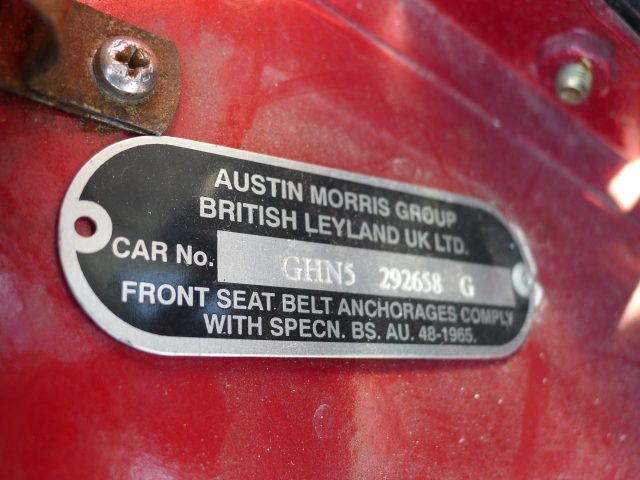 AUSTIN MORRIS GROUP
BRITISH LEYLAND UK LTD.
CAR No. GHN5 292658 G
FRONT SEAT BELT ANCHORAGES COMPLY
WITH SPECN. BS. AU. 48-1965.